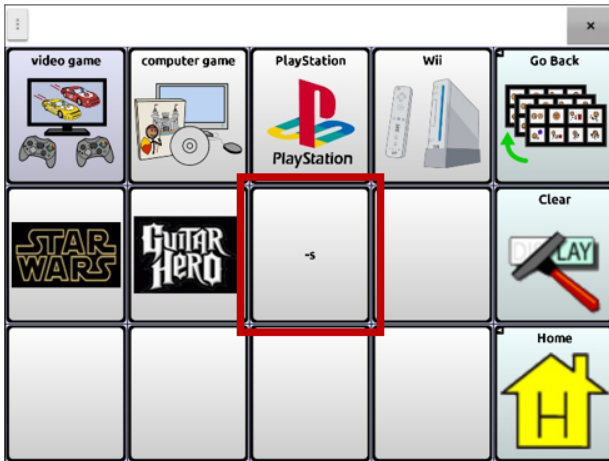 video game
computer game
PlayStation
Wii
Go Back
PlayStation
STAR
WARS
GUITAR
HERO
-s
Clear
DISPLAY
Home
H